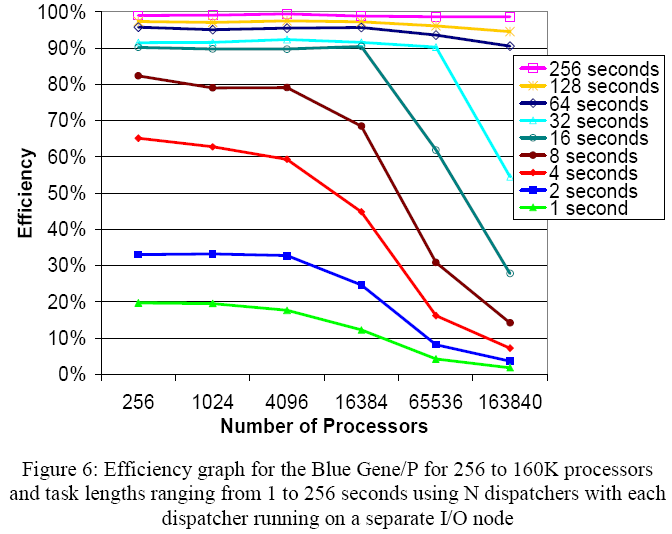 100%
90%
80%
70%
60%
50%
40%
30%
20%
10%
0%
Efficiency
256 1024 4096 16384 65536 163840
Number of Processors
256 seconds
128 seconds
64 seconds
32 seconds
16 seconds
8 seconds
4 seconds
2 seconds
1 second
Figure 6: Efficiency graph for the Blue Gene/P for 256 to 160K processors
and task lengths ranging from 1 to 256 seconds using N dispatchers with each
dispatcher running on a separate I/O node